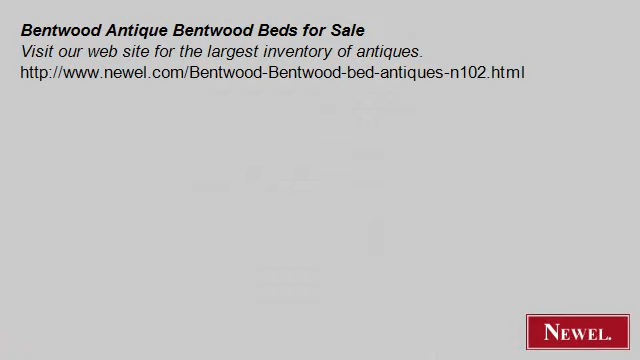 Bentwood Antique Bentwood Beds for Sale
Visit our web site for the largest inventory of antiques.
http://www.newel.com/Bentwood-Bentwood-bed-antiques-n102.html
NEWEL.